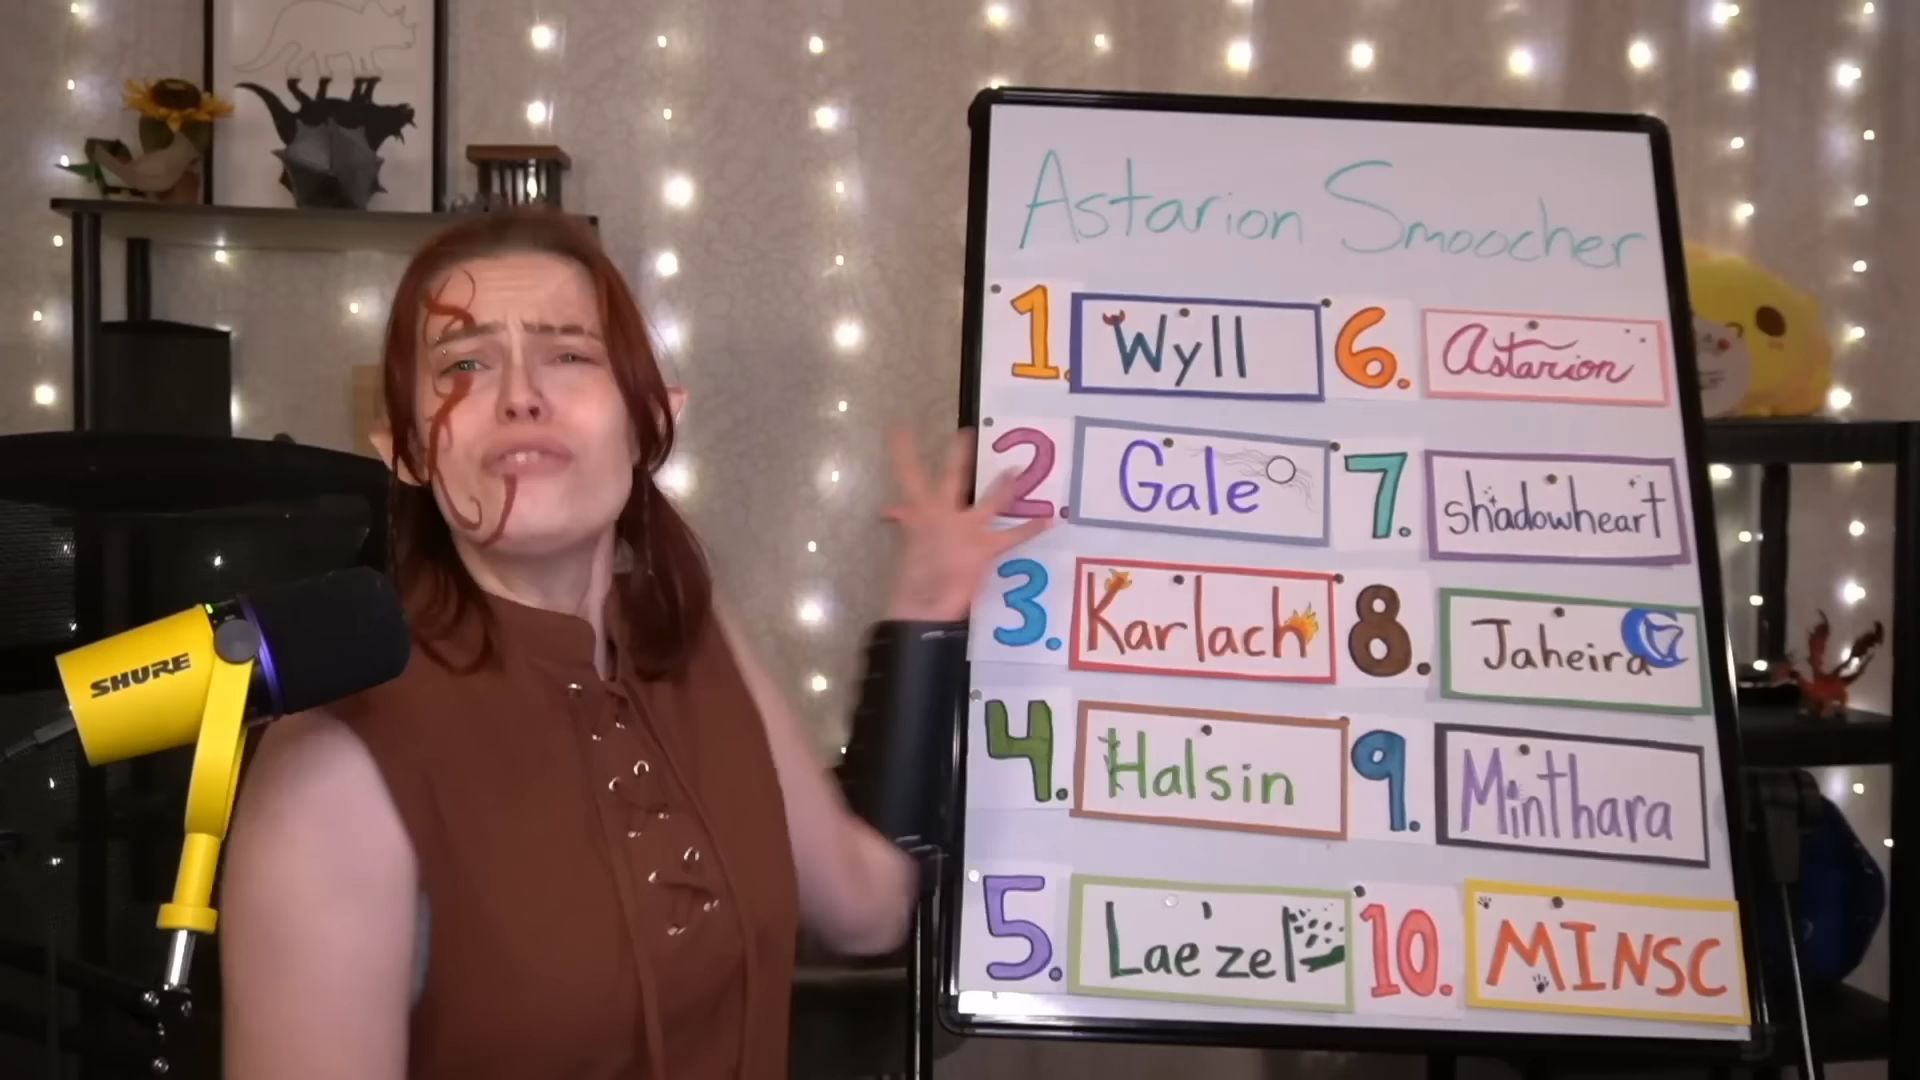 SHURE
Astarion Smoocher
1. Wyll
2. Gale
3. Karlach
4. Halsin
5. Lae'zel
6. Astarion
7. shadowheart
8. Jaheira
9. Minthara
10. MINSC